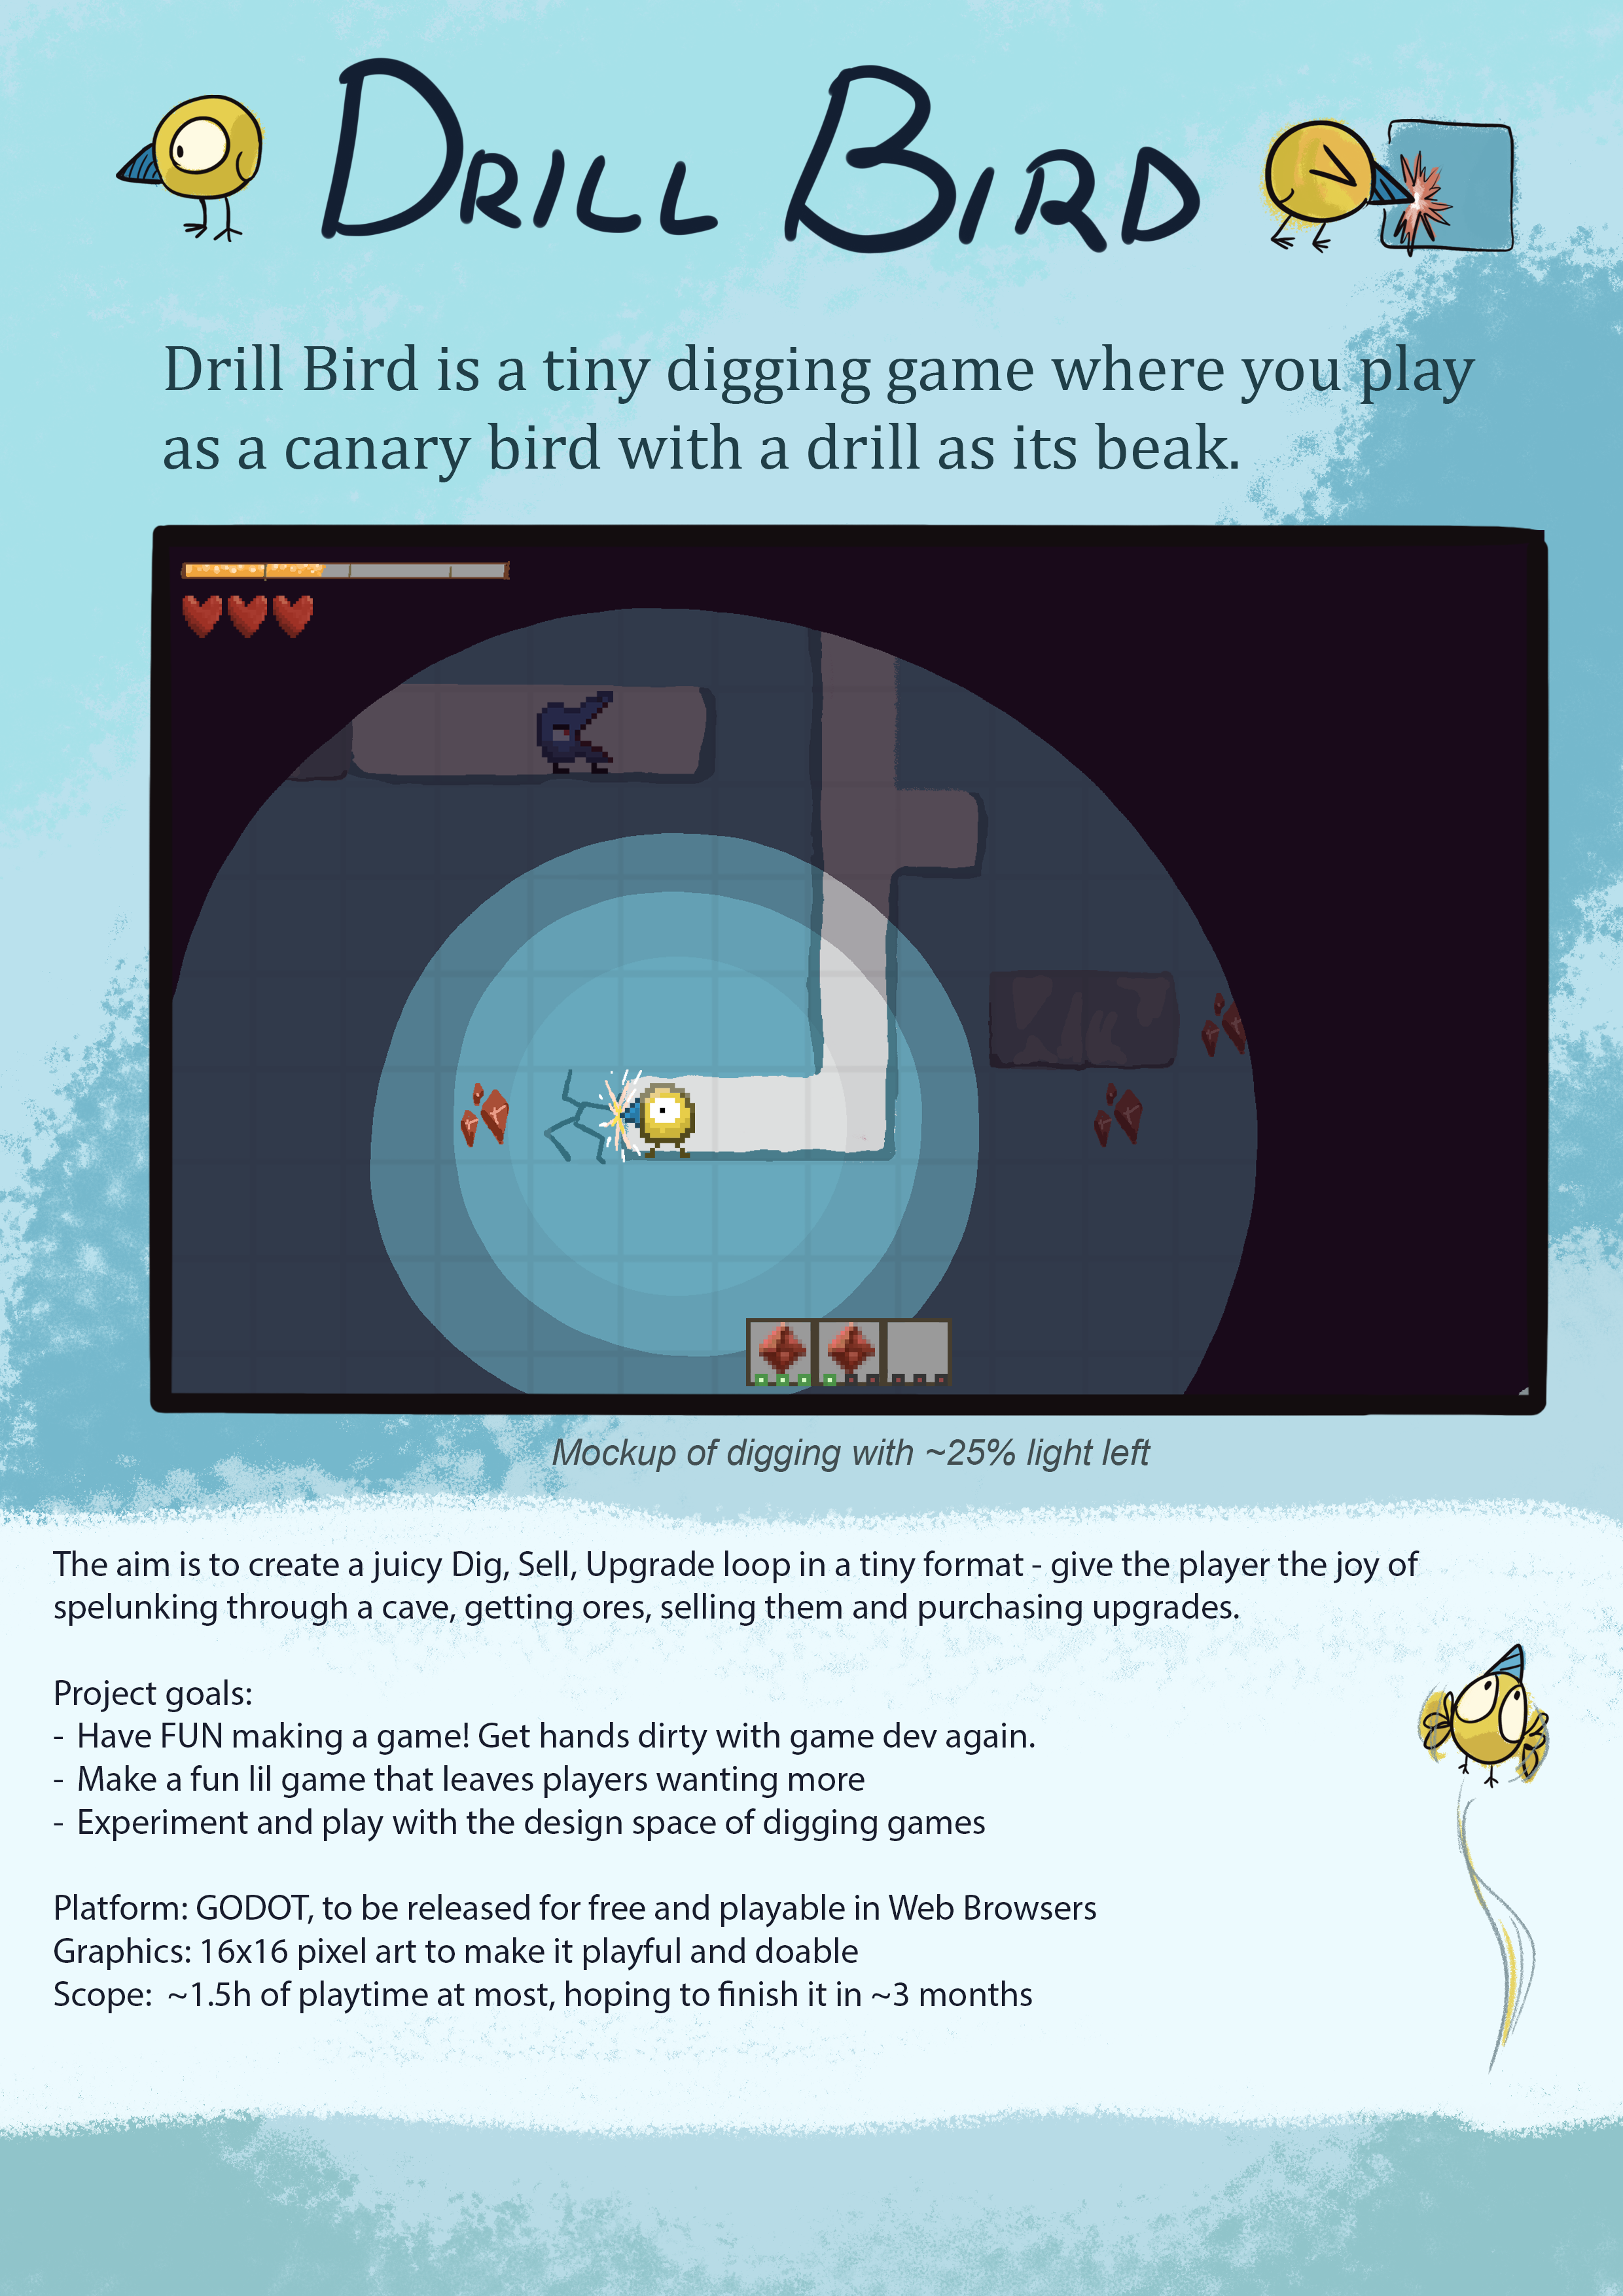 DRILL BIRD
Drill Bird is a tiny digging game where you play
as a canary bird with a drill as its beak.
Mockup of digging with ~25% light left
The aim is to create a juicy Dig, Sell, Upgrade loop in a tiny format - give the player the joy of
spelunking through a cave, getting ores, selling them and purchasing upgrades.
Project goals:
- Have FUN making a game! Get hands dirty with game dev again.
- Make a fun lil game that leaves players wanting more
- Experiment and play with the design space of digging games
Platform: GODOT, to be released for free and playable in Web Browsers
Graphics: 16x16 pixel art to make it playful and doable
Scope: ~1.5h of playtime at most, hoping to finish it in ~3 months